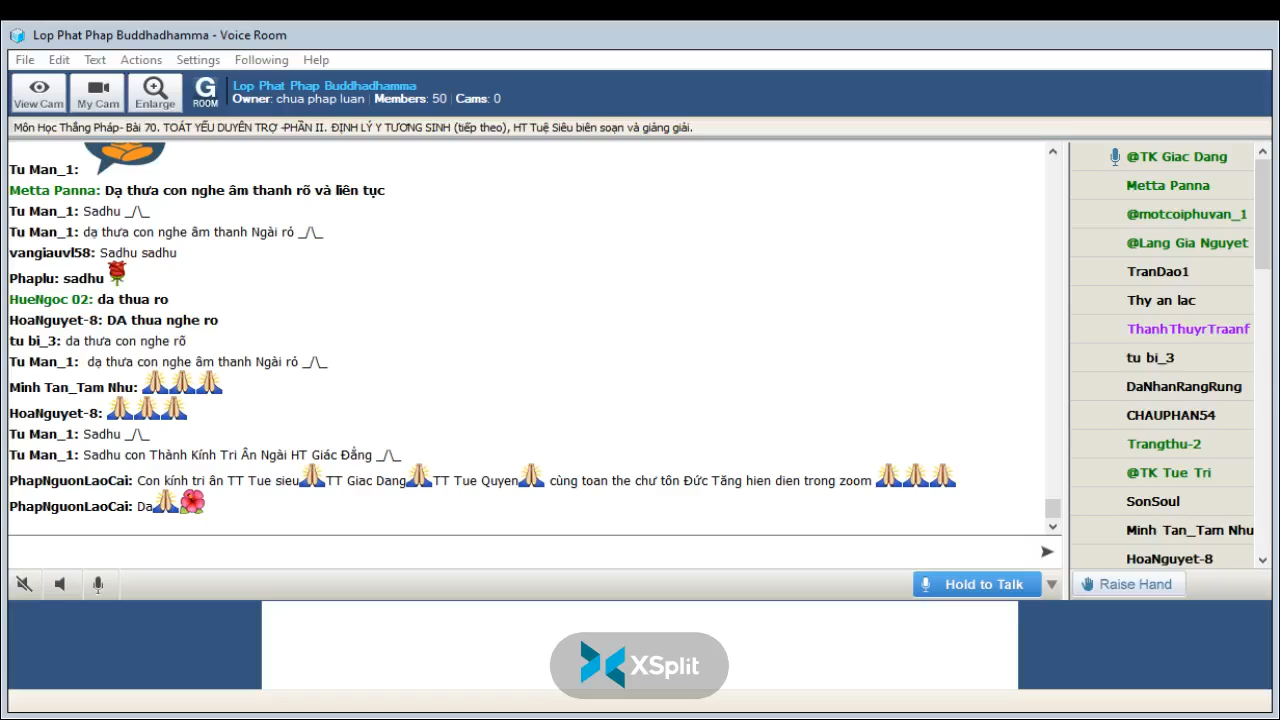 Lop Phat Phap Buddhadhamma - Voice Room
File Edit Text Actions Settings Following Help
View Cam My Cam Enlarge G ROOM
Lop Phat Phap Buddhadhamma
Owner: chua phap luan | Members: 50 | Cams: 0
Môn Học Thắng Pháp- Bài 70. TOÁT YẾU DUYÊN TRỢ -PHẦN II. ĐỊNH LÝ Y TƯƠNG SINH (tiếp theo), HT Tuệ Siêu biên soạn và giảng giải.
Tu Man_1:
Metta Panna: Dạ thưa con nghe âm thanh rõ và liên tục
Tu Man_1: Sadhu _/\_
Tu Man_1: dạ thưa con nghe âm thanh Ngài rỏ _/\_
vangiauvl58: Sadhu sadhu
Phaplu: sadhu
HueNgoc 02: da thua ro
HoaNguyet-8: DA thua nghe ro
tu bi_3: da thưa con nghe rõ
Tu Man_1: dạ thưa con nghe âm thanh Ngài rỏ _/\_
Minh Tan_Tam Nhu:
HoaNguyet-8:
Tu Man_1: Sadhu _/\_
Tu Man_1: Sadhu con Thành Kính Tri Ân Ngài HT Giác Đẳng _/\_
PhapNguonLaoCai: Con kính tri ân TT Tue sieu TT Giac Dang TT Tue Quyen cùng toan the chư tôn Đức Tăng hien dien trong zoom
PhapNguonLaoCai: Da
@TK Giac Dang
Metta Panna
@motcoiphuvan_1
@Lang Gia Nguyet
TranDao1
Thy an lac
ThanhThuyrTraanf
tu bi_3
DaNhanRangRung
CHAUPHAN54
Trangthu-2
@TK Tue Tri
SonSoul
Minh Tan_Tam Nhu
HoaNguyet-8
Hold to Talk
Raise Hand
XSplit